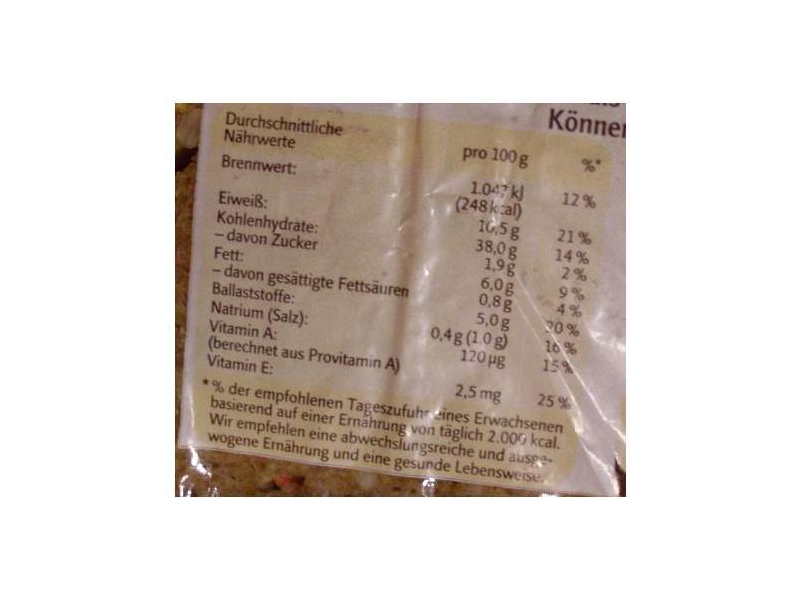 Könne
Durchschnittliche
Nährwerte pro 100 g %*
Brennwert: 1.047 kJ 12 %
(248 kcal)
Eiweiß: 10,5 g 21 %
Kohlenhydrate: 38,0 g 14 %
– davon Zucker 1,9 g 2 %
Fett: 6,0 g 9 %
– davon gesättigte Fettsäuren 0,8 g 4 %
Ballaststoffe: 5,0 g 20 %
Natrium (Salz): 0,4 g (1.0 g) 16 %
Vitamin A: 120 µg 15 %
(berechnet aus Provitamin A)
Vitamin E: 2,5 mg 25 %
* % der empfohlenen Tageszufuhr eines Erwachsenen
basierend auf einer Ernährung von täglich 2.000 kcal.
Wir empfehlen eine abwechslungsreiche und ausge-
wogene Ernährung und eine gesunde Lebensweise.